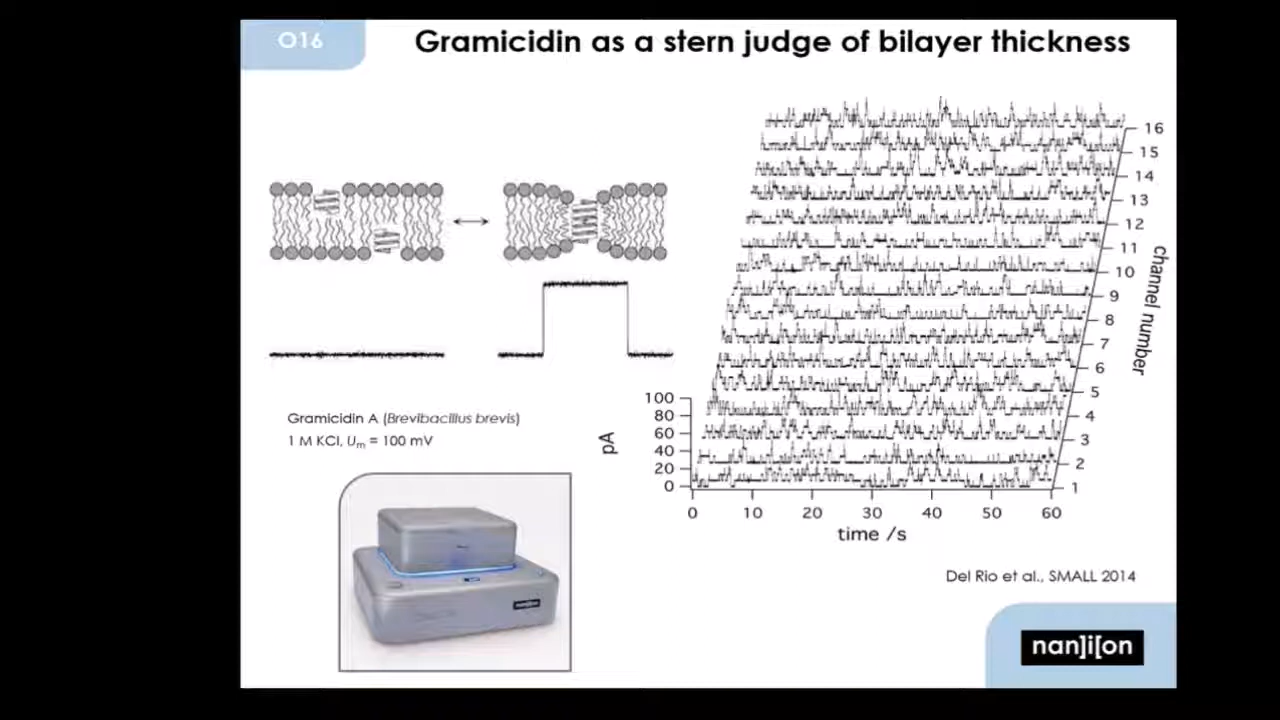 O16
Gramicidin as a stern judge of bilayer thickness
Gramicidin A (Brevibacillus brevis)
1 M KCl, Um = 100 mV
16
15
14
13
12
11
10
9
8
7
6
5
4
3
2
1
channel number
100
80
60
40
20
0
pA
0 10 20 30 40 50 60
time /s
Del Rio et al., SMALL 2014
nan]i[on
nan]i[on